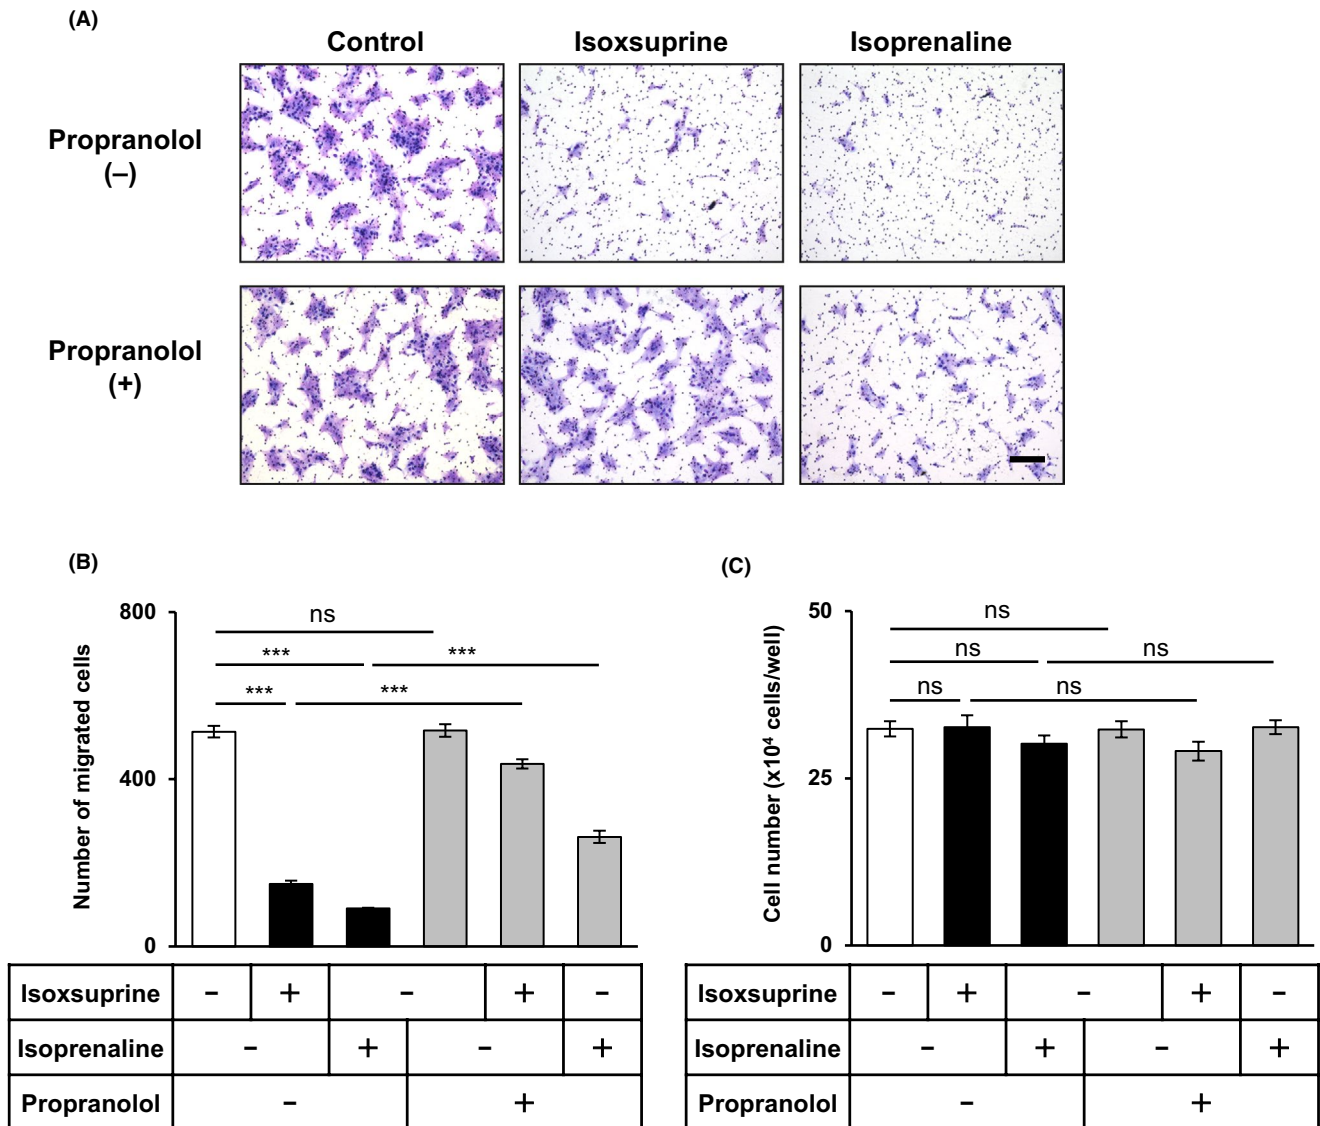 (A)
Control Isoxsuprine Isoprenaline
Propranolol
(–)
Propranolol
(+)
(B)
800
400
0
Number of migrated cells
ns
*** ***
*** ***
Isoxsuprine – + – + –
Isoprenaline – + – +
Propranolol – +
(C)
50
25
0
Cell number (x10⁴ cells/well)
ns
ns ns
ns ns
Isoxsuprine – + – + –
Isoprenaline – + – +
Propranolol – +